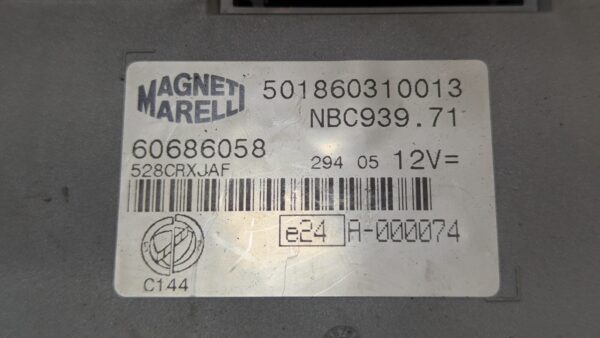 MAGNETI MARELLI
501860310013
NBC939.71
60686058
528CRXJAF
294 05 12V=
e24 A-000074
C144